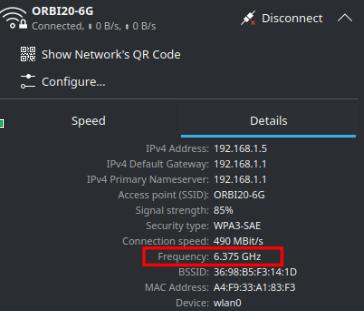 ORBI20-6G
Connected, ⬇ 0 B/s, ⬆ 0 B/s
Disconnect
Show Network's QR Code
Configure...
Speed
Details
IPv4 Address: 192.168.1.5
IPv4 Default Gateway: 192.168.1.1
IPv4 Primary Nameserver: 192.168.1.1
Access point (SSID): ORBI20-6G
Signal strength: 85%
Security type: WPA3-SAE
Connection speed: 490 MBit/s
Frequency: 6.375 GHz
BSSID: 36:98:B5:F3:14:1D
MAC Address: A4:F9:33:A1:83:F3
Device: wlan0